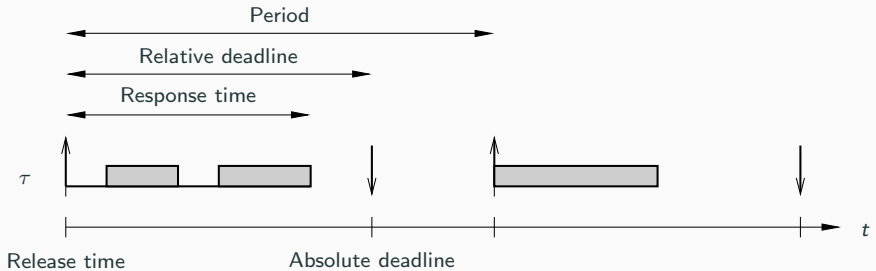 Period
Relative deadline
Response time
τ
t
Release time
Absolute deadline